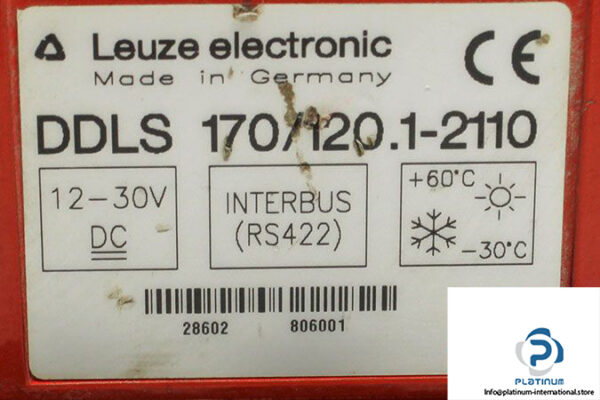 Leuze electronic
Made in Germany
CE
DDLS 170/120.1-2110
12-30V
DC
INTERBUS
(RS422)
+60°C
-30°C
28602 806001
PLATINUM
Info@platinum-international.store